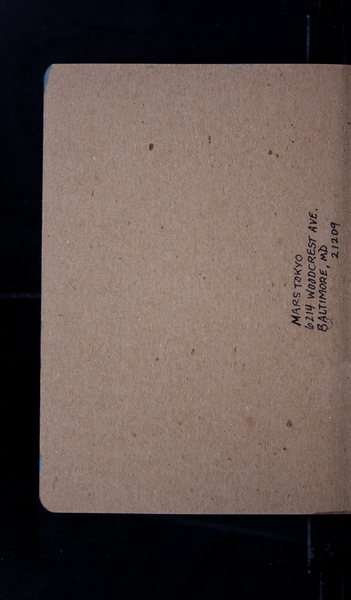 MARS TOKYO
6214 WOODCREST AVE.
BALTIMORE, MD
21209